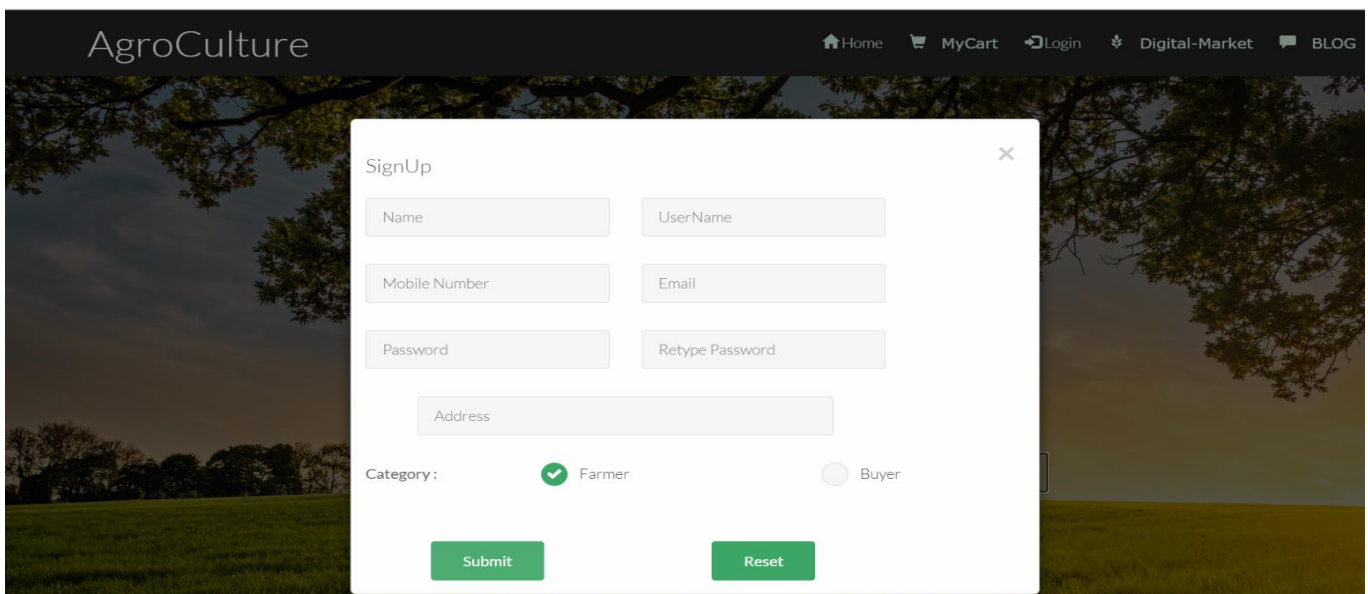 AgroCulture Home MyCart Login Digital-Market BLOG
SignUp ×
Name UserName
Mobile Number Email
Password Retype Password
Address
Category : Farmer Buyer
Submit Reset